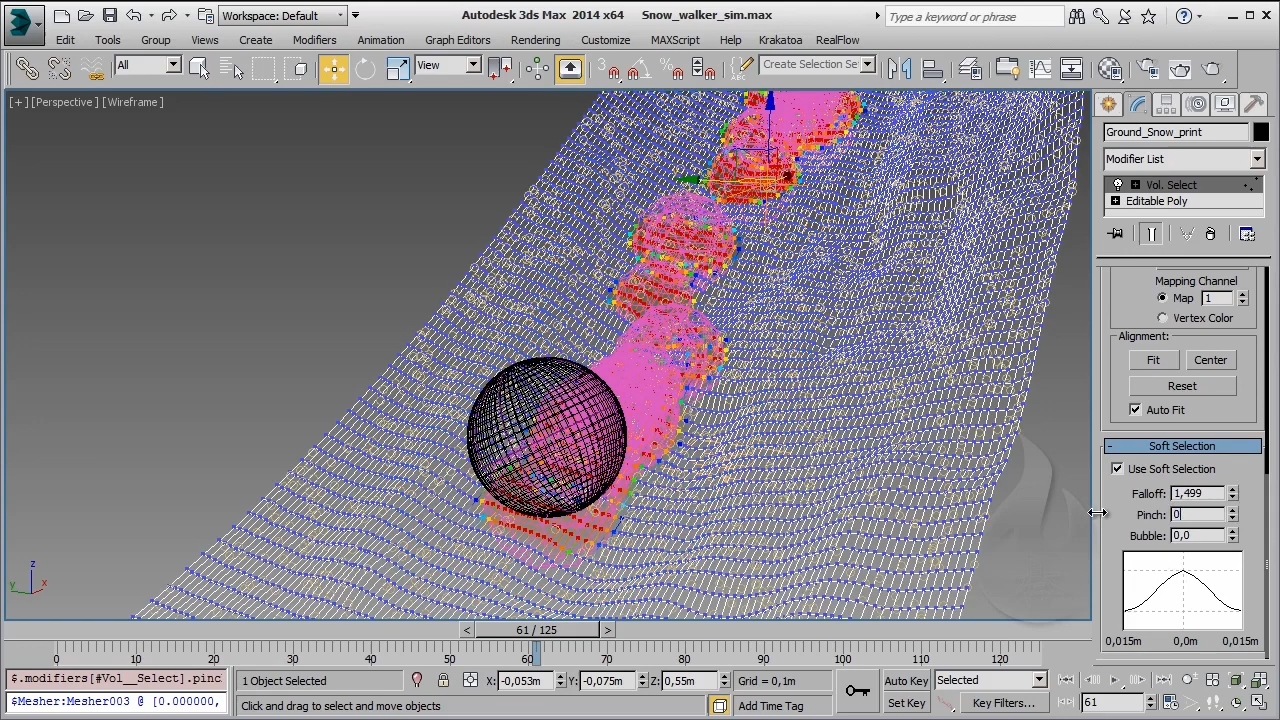 Workspace: Default
Autodesk 3ds Max 2014 x64 Snow_walker_sim.max
Type a keyword or phrase
Edit Tools Group Views Create Modifiers Animation Graph Editors Rendering Customize MAXScript Help Krakatoa RealFlow
All
View
3
ABC
Create Selection Se
[+][Perspective][Wireframe]
Ground_Snow_print
Modifier List
Vol. Select
Editable Poly
Mapping Channel
Map 1
Vertex Color
Alignment:
Fit Center
Reset
Auto Fit
Soft Selection
Use Soft Selection
Falloff: 1,499
Pinch: 0
Bubble: 0,0
0,015m 0,0m 0,015m
z
y x
< 61 / 125 >
0 10 20 30 40 50 60 70 80 90 100 110 120
$.modifiers[#Vol__Select].pinc
1 Object Selected
X: -0,053m Y: -0,075m Z: 0,55m Grid = 0,1m
Auto Key Selected
$Mesher:Mesher003 @ [0.000000,
Click and drag to select and move objects
Add Time Tag
Set Key Key Filters...
61